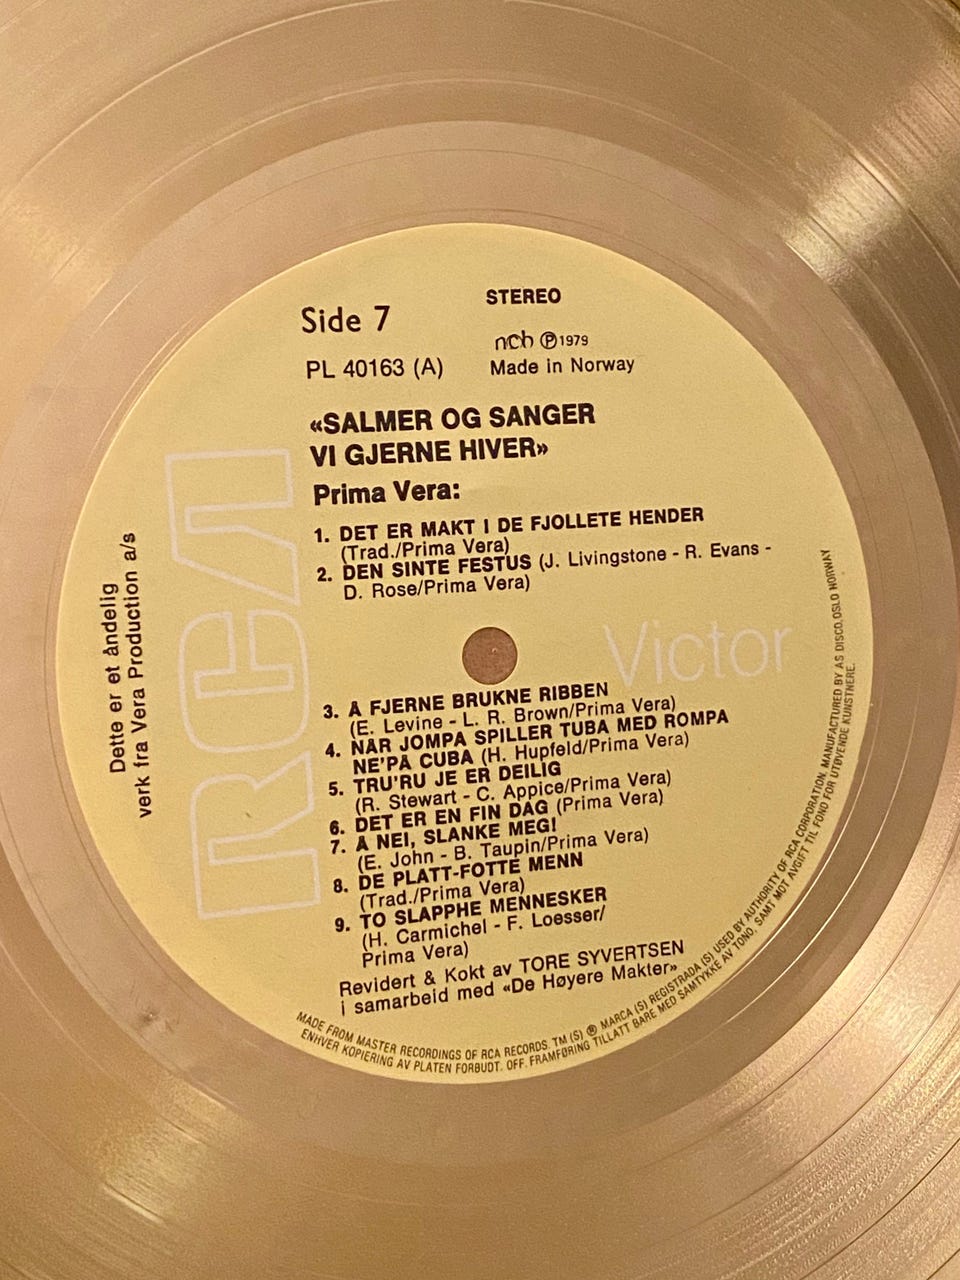 Side 7
STEREO
PL 40163 (A)
ncb ℗ 1979
Made in Norway
«SALMER OG SANGER
VI GJERNE HIVER»
Prima Vera:
1. DET ER MAKT I DE FJOLLETE HENDER
(Trad./Prima Vera)
2. DEN SINTE FESTUS (J. Livingstone - R. Evans -
D. Rose/Prima Vera)
RCA
Victor
3. Å FJERNE BRUKNE RIBBEN
(E. Levine - L. R. Brown/Prima Vera)
4. NÅR JOMPA SPILLER TUBA MED ROMPA
NE'PÅ CUBA (H. Hupfeld/Prima Vera)
5. TRU'RU JE ER DEILIG
(R. Stewart - C. Appice/Prima Vera)
6. DET ER EN FIN DAG (Prima Vera)
7. Å NEI, SLANKE MEG!
(E. John - B. Taupin/Prima Vera)
8. DE PLATT-FOTTE MENN
(Trad./Prima Vera)
9. TO SLAPPHE MENNESKER
(H. Carmichel - F. Loesser/
Prima Vera)
Revidert & Kokt av TORE SYVERTSEN
i samarbeid med «De Høyere Makter»
Dette er et åndelig
verk fra Vera Production a/s
MADE FROM MASTER RECORDINGS OF RCA RECORDS. TM (S) ® MARCA (S) REGISTRADA (S) USED BY AUTHORITY OF RCA CORPORATION, MANUFACTURED BY AS DISCO, OSLO NORWAY
ENHVER KOPIERING AV PLATEN FORBUDT. OFF. FRAMFØRING TILLATT BARE MED SAMTYKKE AV TONO, SAMT MOT AVGIFT TIL FOND FOR UTØVENDE KUNSTNERE.